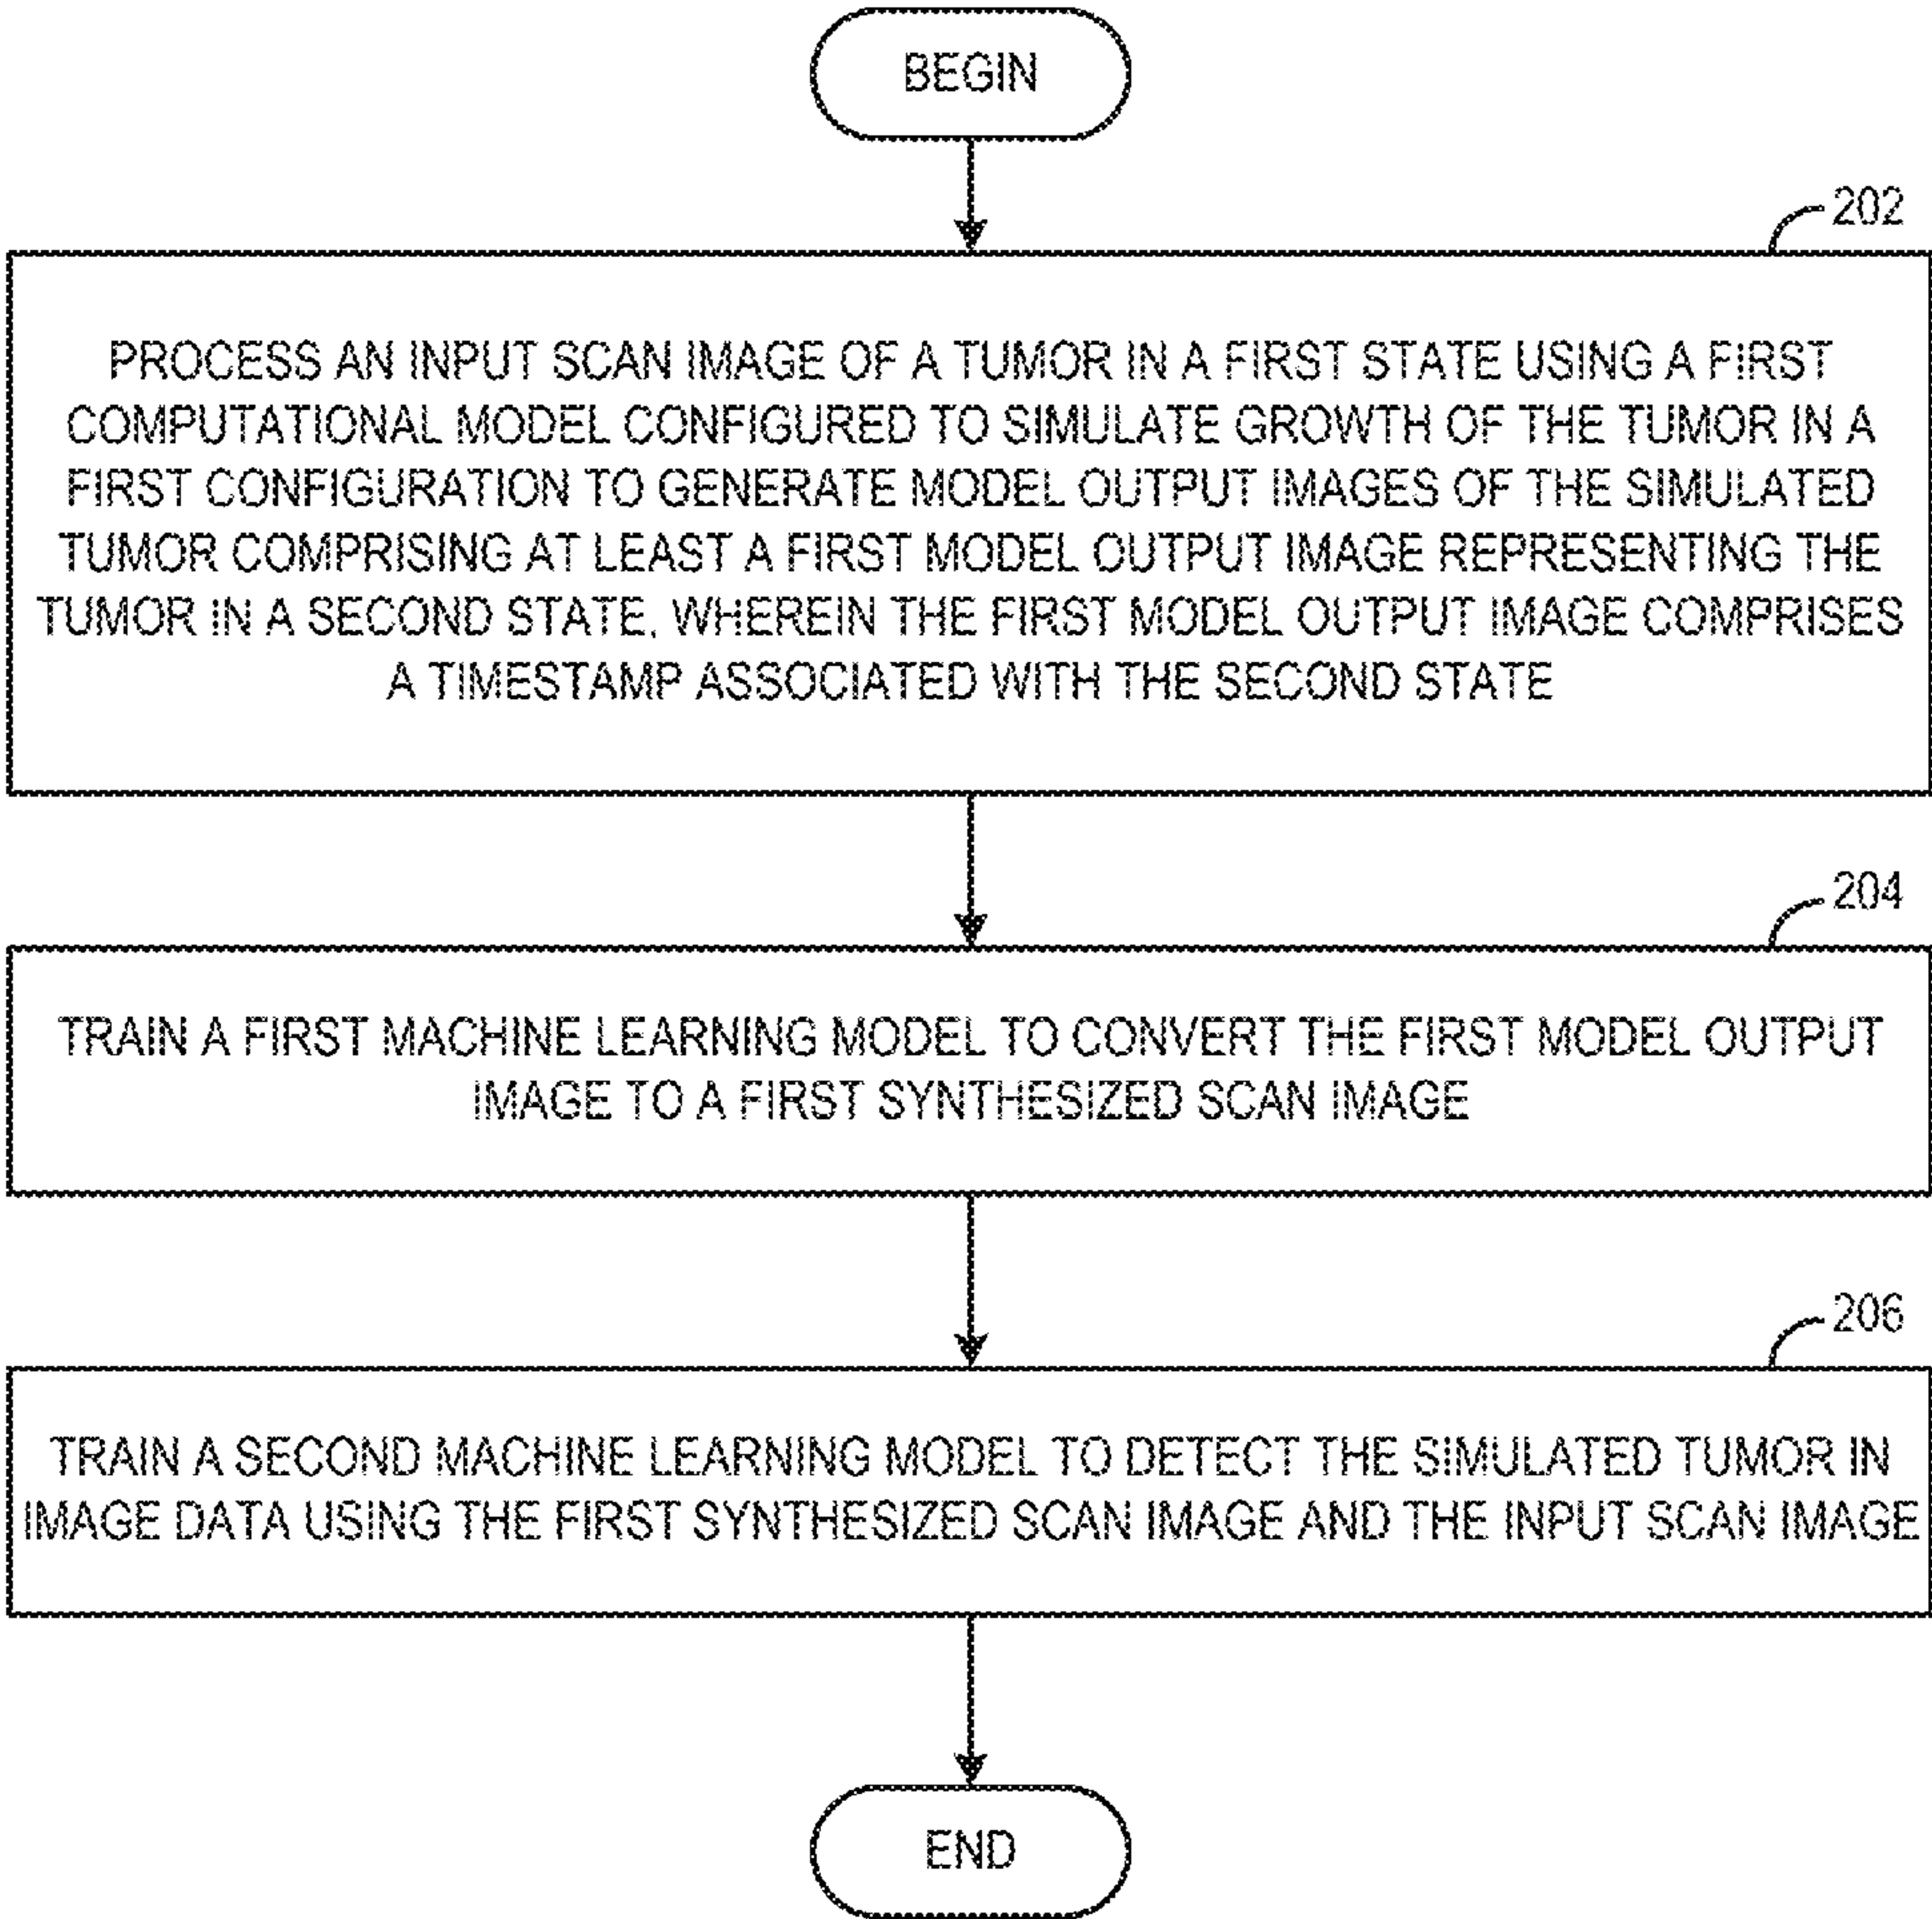 BEGIN
202
PROCESS AN INPUT SCAN IMAGE OF A TUMOR IN A FIRST STATE USING A FIRST
COMPUTATIONAL MODEL CONFIGURED TO SIMULATE GROWTH OF THE TUMOR IN A
FIRST CONFIGURATION TO GENERATE MODEL OUTPUT IMAGES OF THE SIMULATED
TUMOR COMPRISING AT LEAST A FIRST MODEL OUTPUT IMAGE REPRESENTING THE
TUMOR IN A SECOND STATE, WHEREIN THE FIRST MODEL OUTPUT IMAGE COMPRISES
A TIMESTAMP ASSOCIATED WITH THE SECOND STATE
204
TRAIN A FIRST MACHINE LEARNING MODEL TO CONVERT THE FIRST MODEL OUTPUT
IMAGE TO A FIRST SYNTHESIZED SCAN IMAGE
206
TRAIN A SECOND MACHINE LEARNING MODEL TO DETECT THE SIMULATED TUMOR IN
IMAGE DATA USING THE FIRST SYNTHESIZED SCAN IMAGE AND THE INPUT SCAN IMAGE
END